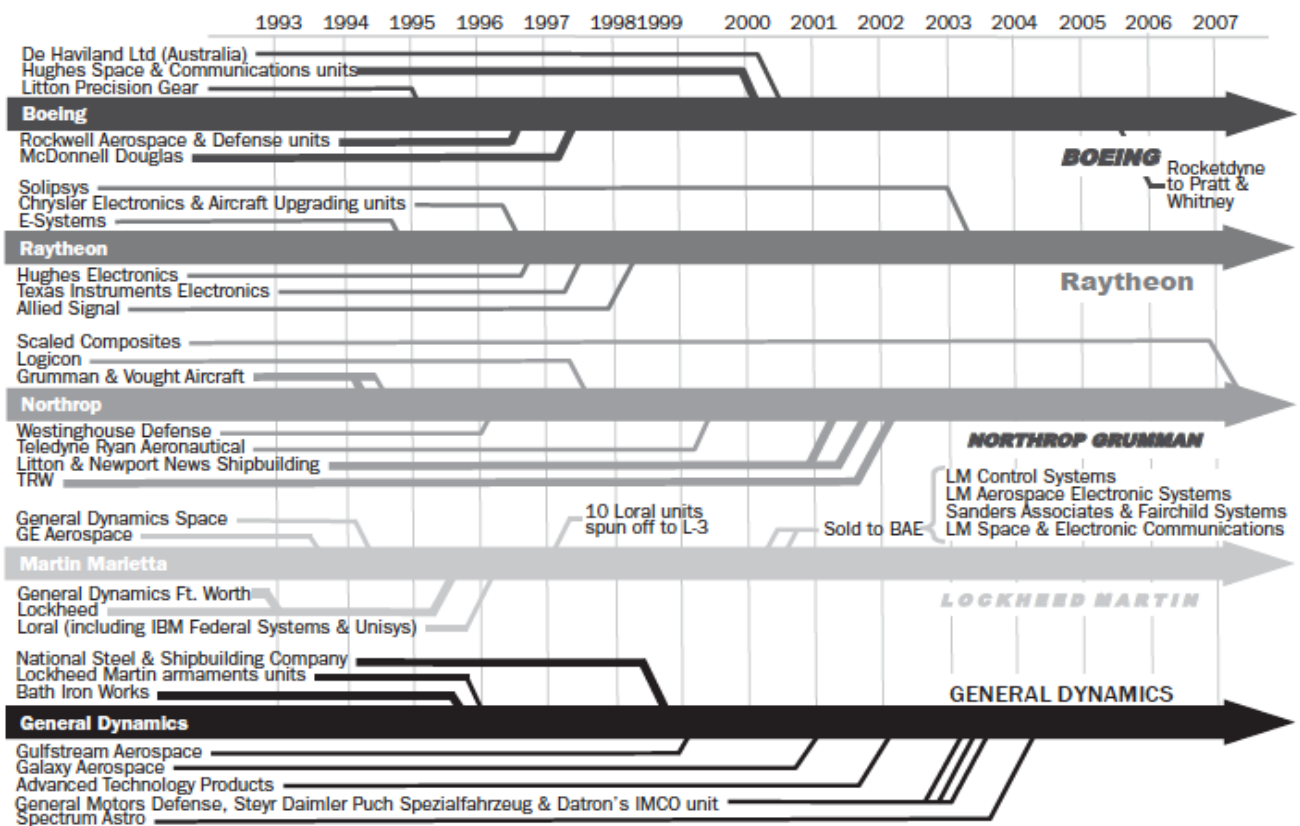 1993 1994 1995 1996 1997 1998 1999 2000 2001 2002 2003 2004 2005 2006 2007
De Haviland Ltd (Australia)
Hughes Space & Communications units
Litton Precision Gear
Boeing
Rockwell Aerospace & Defense units
McDonnell Douglas
BOEING
Rocketdyne
to Pratt &
Whitney
Solipsys
Chrysler Electronics & Aircraft Upgrading units
E-Systems
Raytheon
Hughes Electronics
Texas Instruments Electronics
Allied Signal
Raytheon
Scaled Composites
Logicon
Grumman & Vought Aircraft
Northrop
Westinghouse Defense
Teledyne Ryan Aeronautical
Litton & Newport News Shipbuilding
TRW
NORTHROP GRUMMAN
General Dynamics Space
GE Aerospace
10 Loral units
spun off to L-3
Sold to BAE
LM Control Systems
LM Aerospace Electronic Systems
Sanders Associates & Fairchild Systems
LM Space & Electronic Communications
Martin Marietta
General Dynamics Ft. Worth
Lockheed
Loral (including IBM Federal Systems & Unisys)
LOCKHEED MARTIN
National Steel & Shipbuilding Company
Lockheed Martin armaments units
Bath Iron Works
GENERAL DYNAMICS
General Dynamics
Gulfstream Aerospace
Galaxy Aerospace
Advanced Technology Products
General Motors Defense, Steyr Daimler Puch Spezialfahrzeug & Datron's IMCO unit
Spectrum Astro